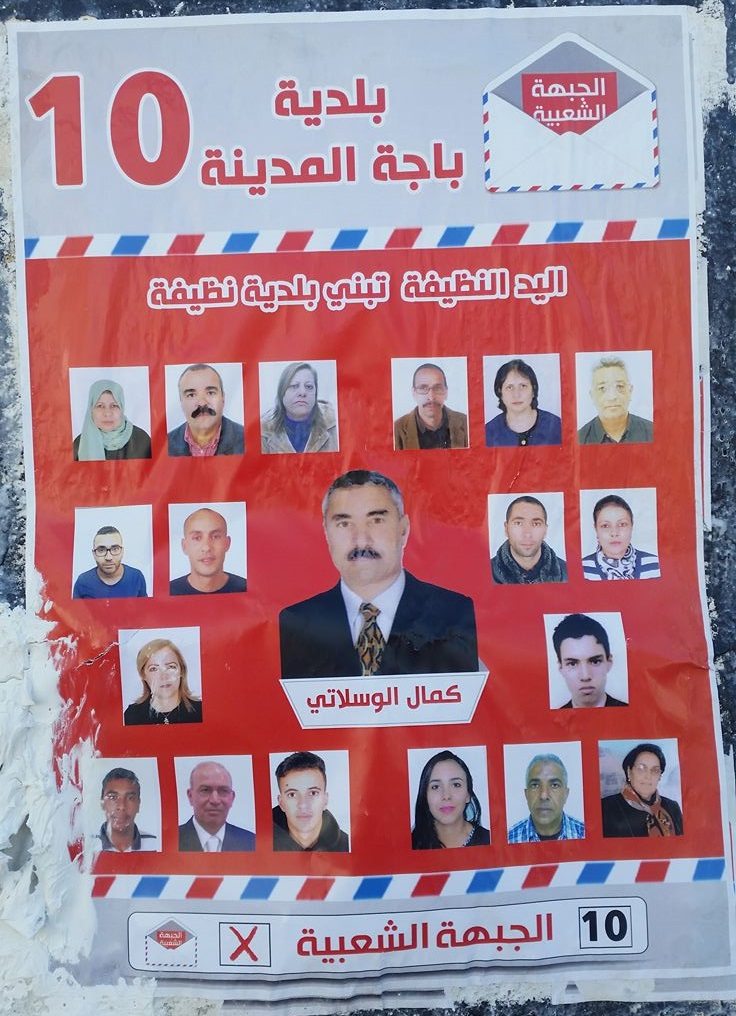 الجبهة
الشعبية
بلدية
باجة المدينة
10
اليد النظيفة تبني بلدية نظيفة
كمال الوسلاتي
10
الجبهة الشعبية
X
الجبهة
الشعبية